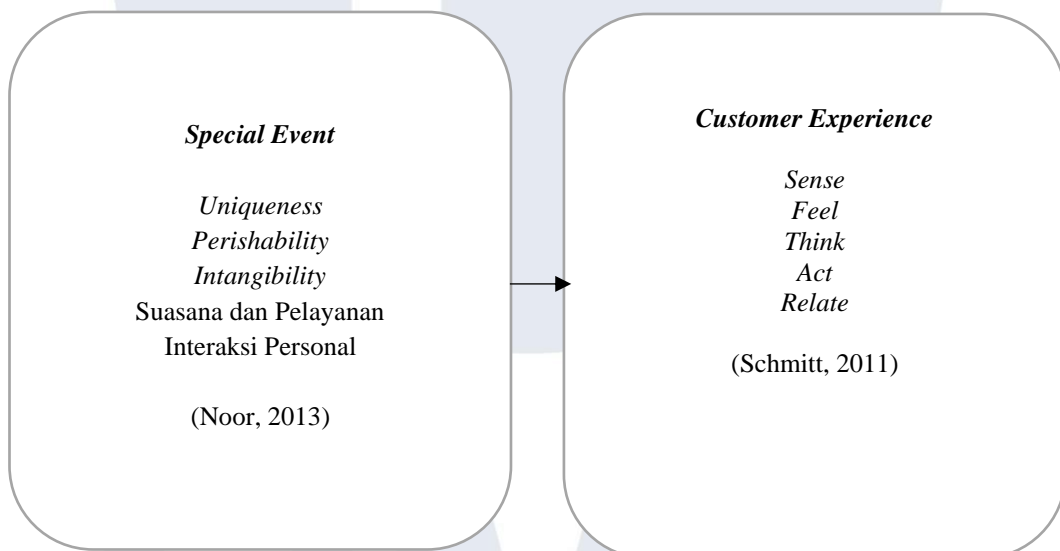 Special Event
Uniqueness
Perishability
Intangibility
Suasana dan Pelayanan
Interaksi Personal
(Noor, 2013)
Customer Experience
Sense
Feel
Think
Act
Relate
(Schmitt, 2011)